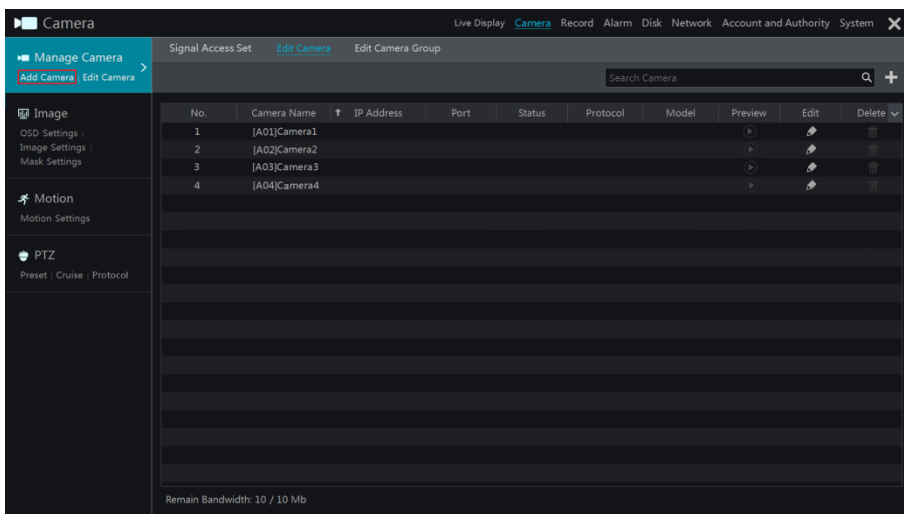 Camera
Live Display Camera Record Alarm Disk Network Account and Authority System
Manage Camera
Add Camera | Edit Camera
Signal Access Set Edit Camera Edit Camera Group
Search Camera
Image
OSD Settings |
Image Settings |
Mask Settings
Motion
Motion Settings
PTZ
Preset | Cruise | Protocol
No. Camera Name IP Address Port Status Protocol Model Preview Edit Delete
1 [A01]Camera1
2 [A02]Camera2
3 [A03]Camera3
4 [A04]Camera4
Remain Bandwidth: 10 / 10 Mb